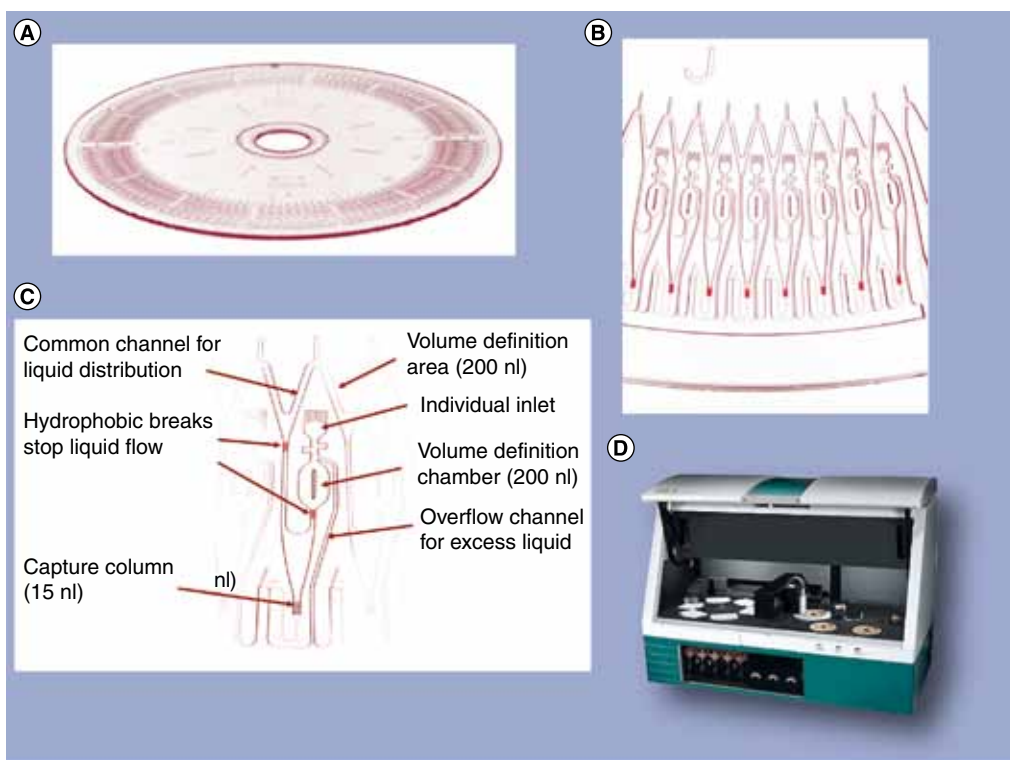 A
B
C
Common channel for
liquid distribution
Hydrophobic breaks
stop liquid flow
Capture column
(15 nl)
nl)
Volume definition
area (200 nl)
Individual inlet
Volume definition
chamber (200 nl)
Overflow channel
for excess liquid
D